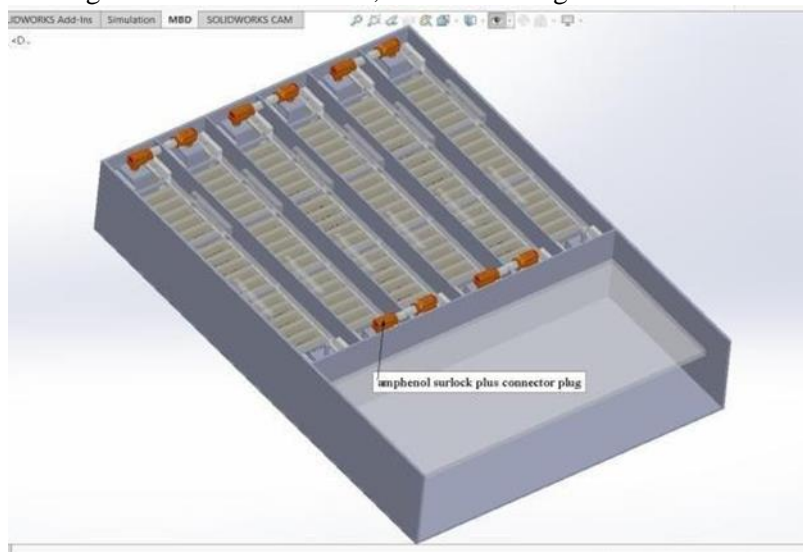 IDWORKS Add-Ins Simulation MBD SOLIDWORKS CAM
<D..
amphenol surlock plus connector plug